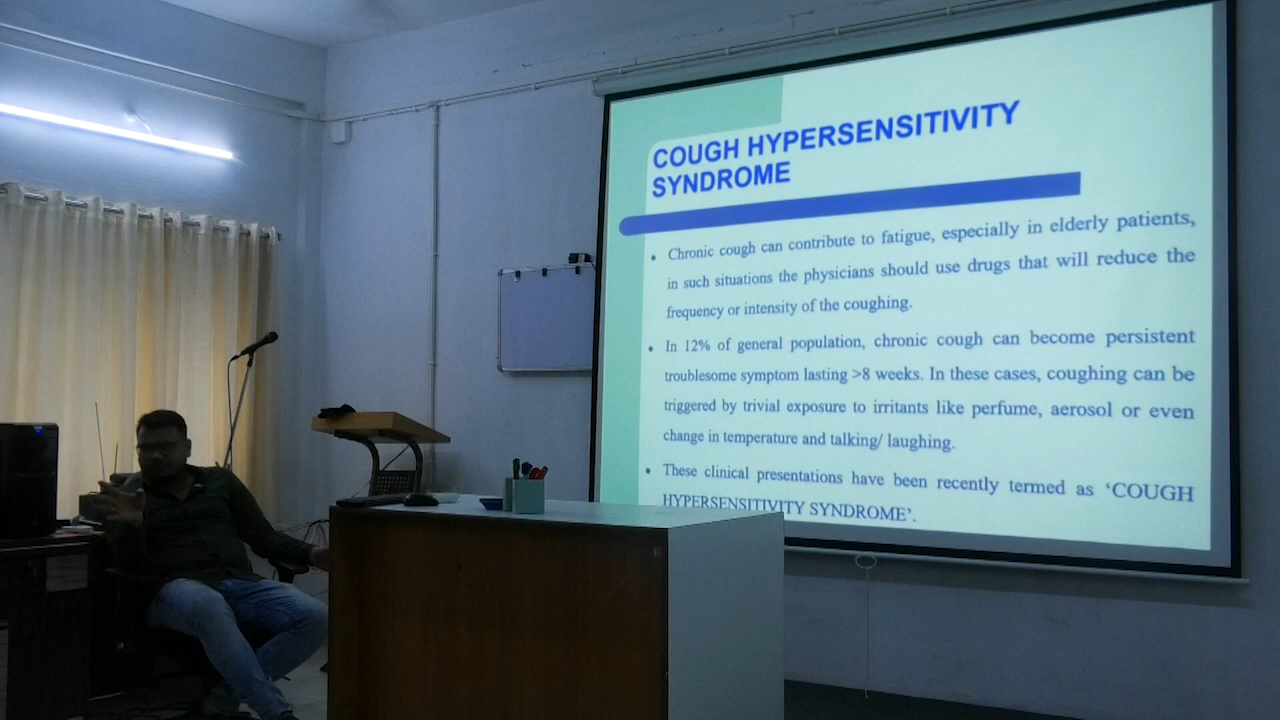 COUGH HYPERSENSITIVITY
SYNDROME
• Chronic cough can contribute to fatigue, especially in elderly patients,
in such situations the physicians should use drugs that will reduce the
frequency or intensity of the coughing.
• In 12% of general population, chronic cough can become persistent
troublesome symptom lasting >8 weeks. In these cases, coughing can be
triggered by trivial exposure to irritants like perfume, aerosol or even
change in temperature and talking/ laughing.
• These clinical presentations have been recently termed as ‘COUGH
HYPERSENSITIVITY SYNDROME’.